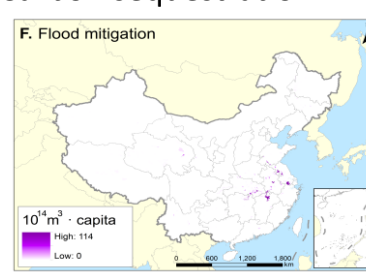 F. Flood mitigation
10¹⁴m³ · capita
High: 114
Low: 0
0 600 1,200 1,800
km